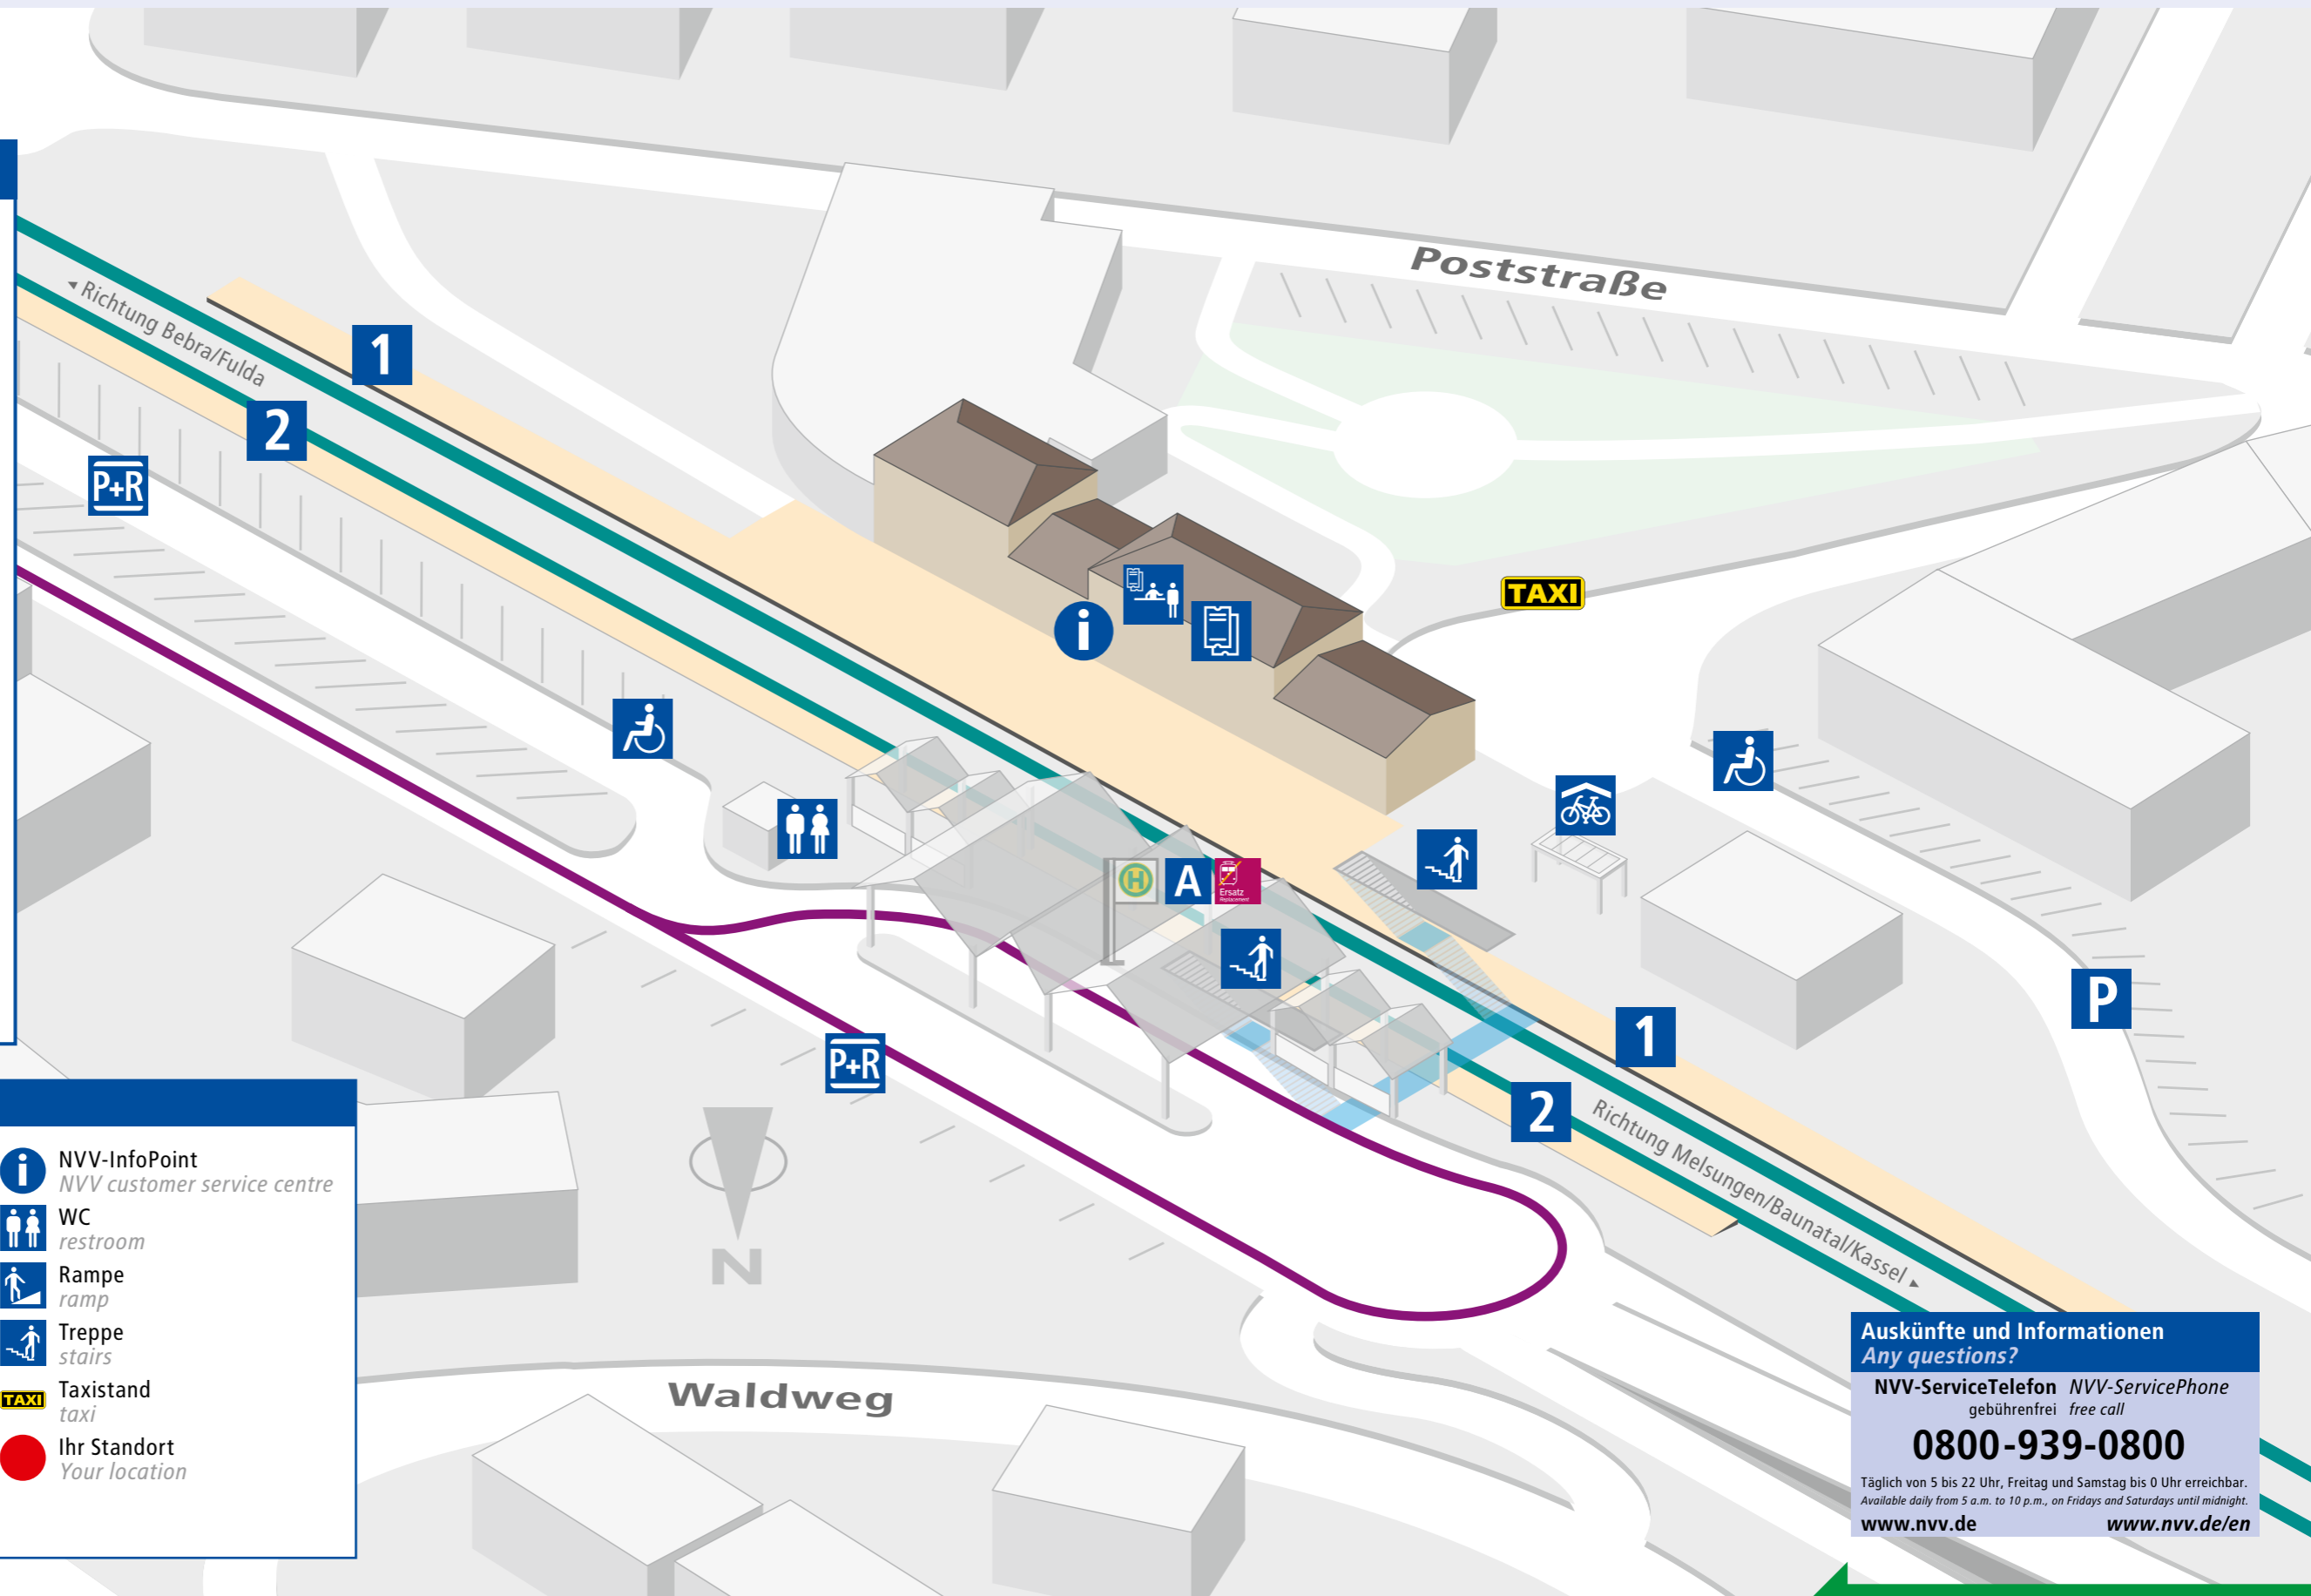 Poststraße
◂ Richtung Bebra/Fulda
1
2
P+R
TAXI
H
A
Ersatz
Replacement
P
1
2
P+R
Richtung Melsungen/Baunatal/Kassel ▸
N
Waldweg
i
NVV-InfoPoint
NVV customer service centre
WC
restroom
Rampe
ramp
Treppe
stairs
TAXI
Taxistand
taxi
Ihr Standort
Your location
Auskünfte und Informationen
Any questions?
NVV-ServiceTelefon NVV-ServicePhone
gebührenfrei free call
0800-939-0800
Täglich von 5 bis 22 Uhr, Freitag und Samstag bis 0 Uhr erreichbar.
Available daily from 5 a.m. to 10 p.m., on Fridays and Saturdays until midnight.
www.nvv.de www.nvv.de/en